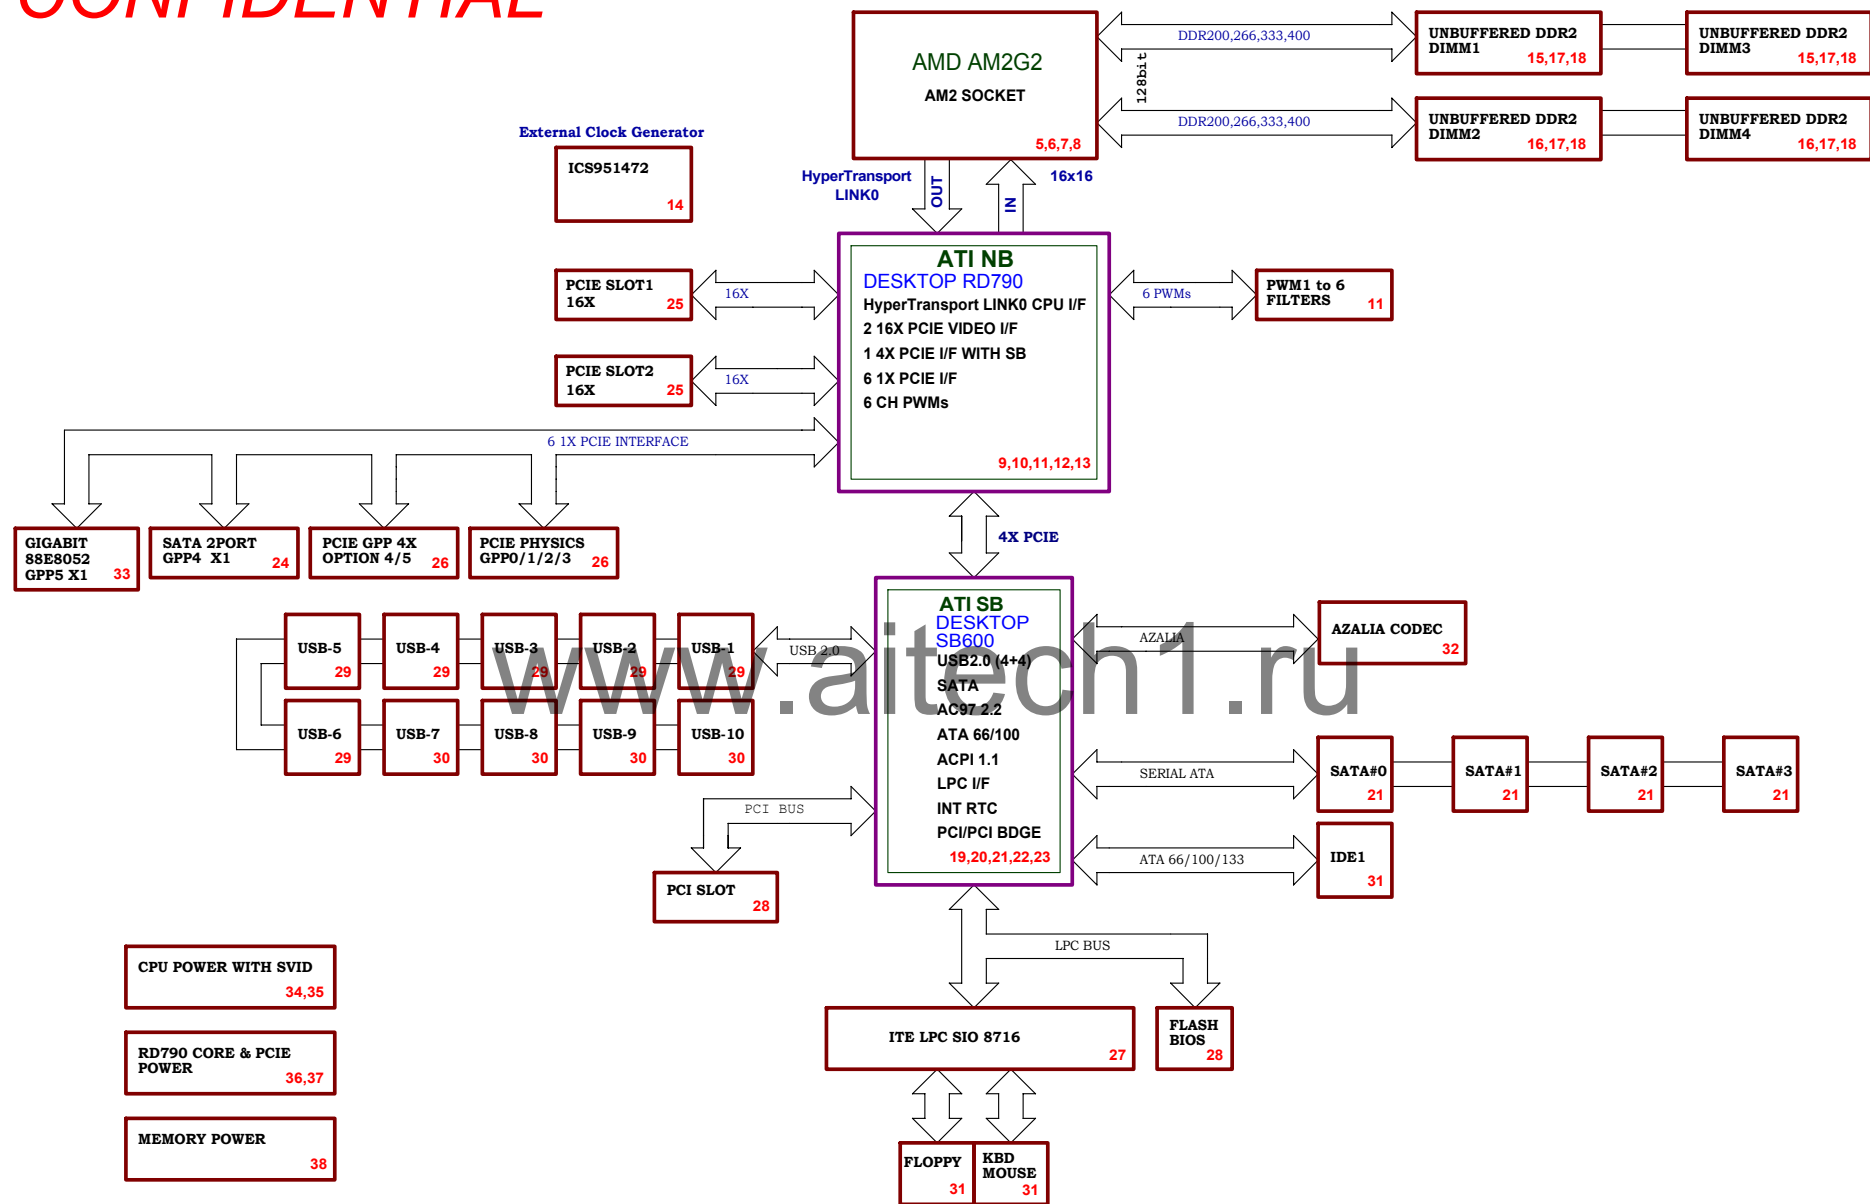 CONFIDENTIAL
AMD AM2G2
AM2 SOCKET
5,6,7,8
DDR200,266,333,400
128bit
DDR200,266,333,400
UNBUFFERED DDR2
DIMM1
15,17,18
UNBUFFERED DDR2
DIMM3
15,17,18
UNBUFFERED DDR2
DIMM2
16,17,18
UNBUFFERED DDR2
DIMM4
16,17,18
External Clock Generator
ICS951472
14
HyperTransport
LINK0
OUT
IN
16x16
ATI NB
DESKTOP RD790
HyperTransport LINK0 CPU I/F
2 16X PCIE VIDEO I/F
1 4X PCIE I/F WITH SB
6 1X PCIE I/F
6 CH PWMs
9,10,11,12,13
PCIE SLOT1
16X
25
16X
PCIE SLOT2
16X
25
16X
6 PWMs
PWM1 to 6
FILTERS
11
6 1X PCIE INTERFACE
GIGABIT
88E8052
GPP5 X1
33
SATA 2PORT
GPP4 X1
24
PCIE GPP 4X
OPTION 4/5
26
PCIE PHYSICS
GPP0/1/2/3
26
4X PCIE
ATI SB
DESKTOP
SB600
USB2.0 (4+4)
SATA
AC97 2.2
ATA 66/100
ACPI 1.1
LPC I/F
INT RTC
PCI/PCI BDGE
19,20,21,22,23
USB-5
29
USB-4
29
USB-3
29
USB-2
29
USB-1
29
USB 2.0
USB-6
29
USB-7
30
USB-8
30
USB-9
30
USB-10
30
AZALIA
AZALIA CODEC
32
www.aitech1.ru
SERIAL ATA
SATA#0
21
SATA#1
21
SATA#2
21
SATA#3
21
PCI BUS
PCI SLOT
28
ATA 66/100/133
IDE1
31
LPC BUS
ITE LPC SIO 8716
27
FLASH
BIOS
28
FLOPPY
31
KBD
MOUSE
31
CPU POWER WITH SVID
34,35
RD790 CORE & PCIE
POWER
36,37
MEMORY POWER
38